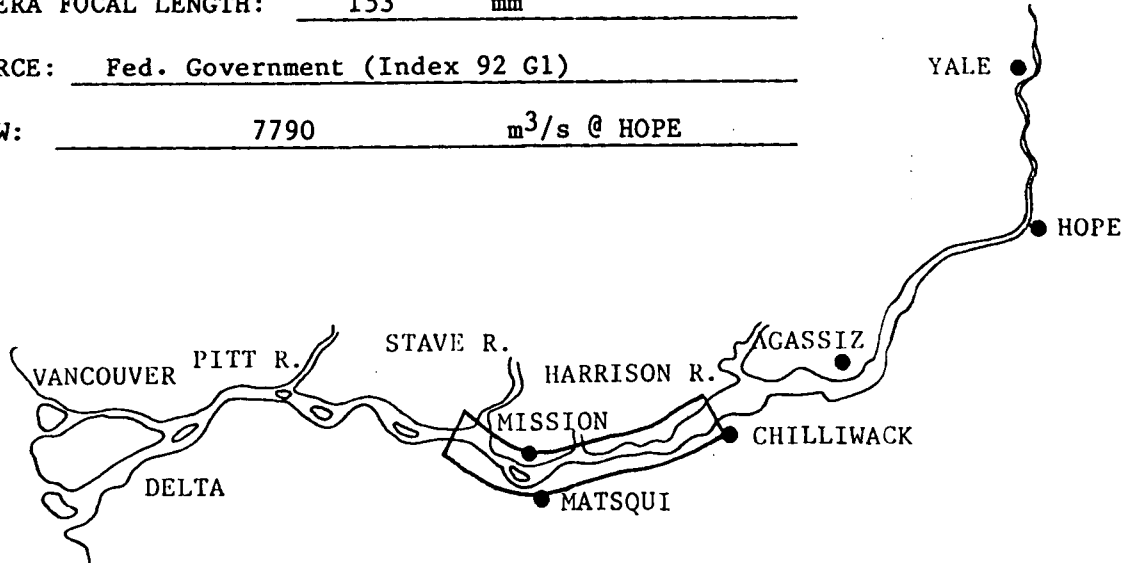 ERA FOCAL LENGTH: 153 mm
RCE: Fed. Government (Index 92 G1)
W: 7790 m³/s @ HOPE
YALE
HOPE
AGASSIZ
STAVE R.
PITT R.
HARRISON R.
VANCOUVER
MISSION
CHILLIWACK
DELTA
MATSQUI